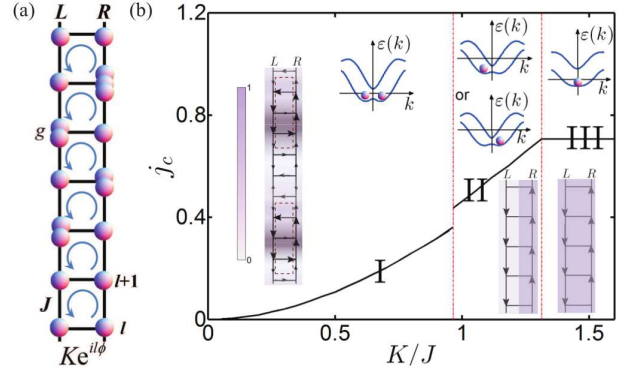 (a)
L R
g
J
l+1
l
Ke^{ilϕ}
(b)
j_c
1.2
0.8
0.4
0
0 0.5 1 1.5
K/J
1
0
L R
ε(k)
k
ε(k)
k
or
ε(k)
k
ε(k)
k
I
II
III
L R
L R